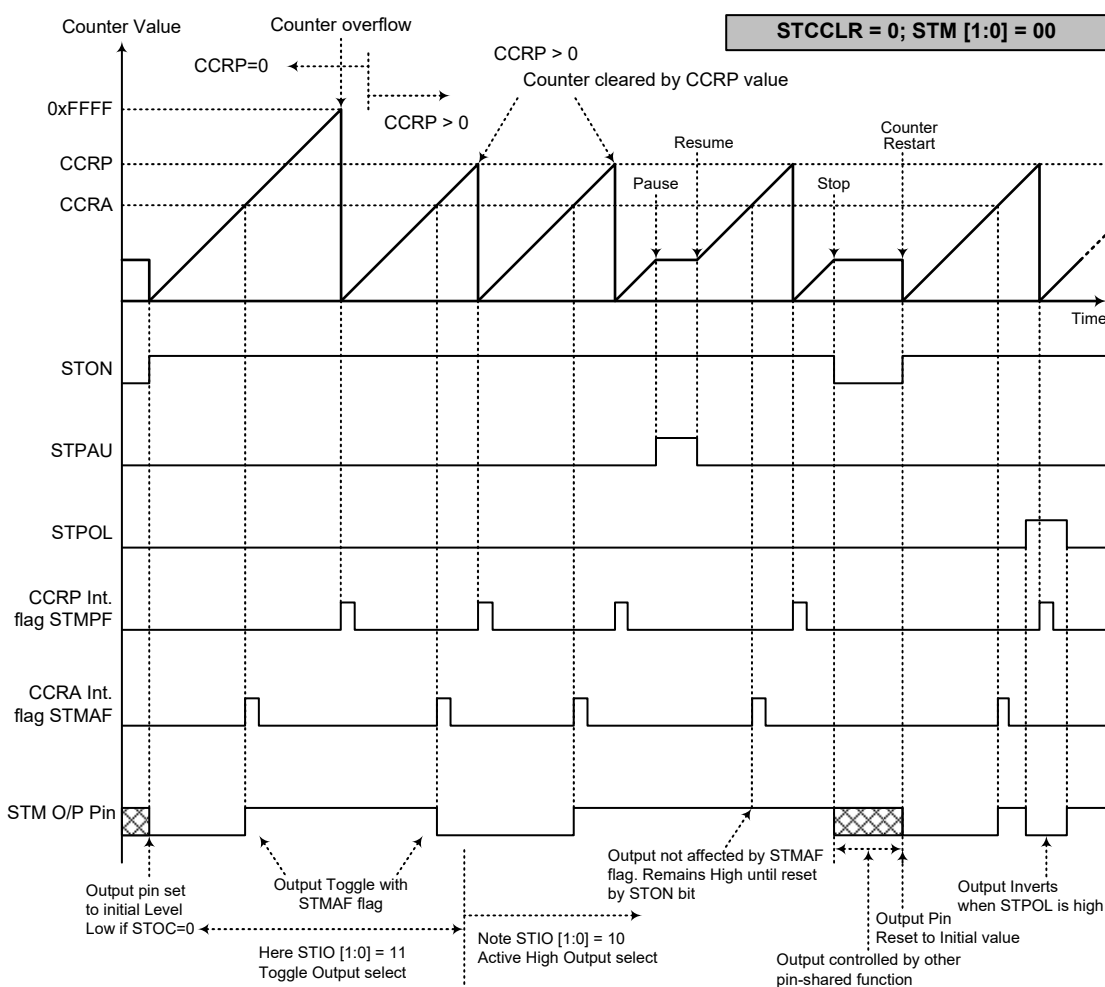 Counter Value
Counter overflow
STCCLR = 0; STM [1:0] = 00
CCRP=0
CCRP > 0
CCRP > 0
Counter cleared by CCRP value
0xFFFF
CCRP
CCRA
Pause
Resume
Stop
Counter
Restart
Time
STON
STPAU
STPOL
CCRP Int.
flag STMPF
CCRA Int.
flag STMAF
STM O/P Pin
Output pin set
to initial Level
Low if STOC=0
Output Toggle with
STMAF flag
Here STIO [1:0] = 11
Toggle Output select
Note STIO [1:0] = 10
Active High Output select
Output not affected by STMAF
flag. Remains High until reset
by STON bit
Output controlled by other
pin-shared function
Output Pin
Reset to Initial value
Output Inverts
when STPOL is high